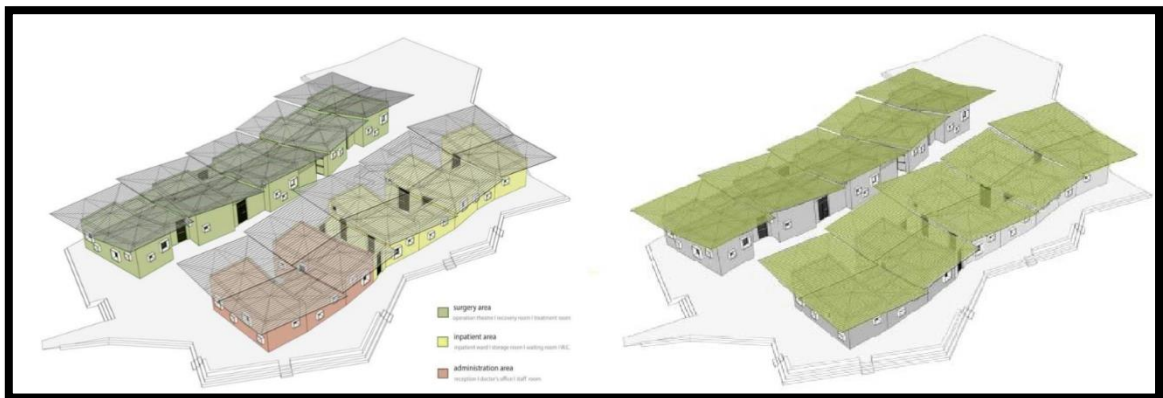 surgery area
operation theatre I recovery room I treatment room
inpatient area
inpatient ward I storage room I waiting room I W.C.
administration area
reception I doctor's office I staff room